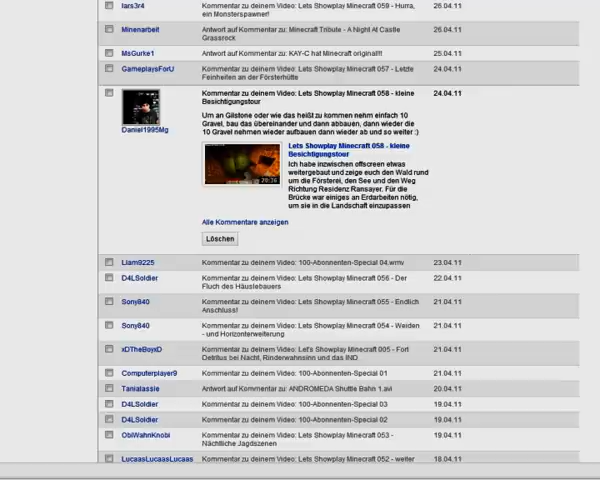 lars3r4 Kommentar zu deinem Video: Lets Showplay Minecraft 059 - Hurra, 26.04.11
ein Monsterspawner!
Minenarbeit Antwort auf Kommentar zu: Minecraft Tribute - A Night At Castle 26.04.11
Grassrock
MsGurke1 Antwort auf Kommentar zu: KAY-C hat Minecraft original!!! 25.04.11
GameplaysForU Kommentar zu deinem Video: Lets Showplay Minecraft 057 - Letzte 24.04.11
Feinheiten an der Försterhütte
Kommentar zu deinem Video: Lets Showplay Minecraft 058 - kleine 24.04.11
Besichtigungstour
Daniel1995Mg
Um an Gilstone oder wie das heißt zu kommen nehm einfach 10
Gravel, bau das übereinander und dann abbauen, dann wieder die
10 Gravel nehmen wieder aufbauen dann wieder ab und so weiter :)
Lets Showplay Minecraft 058 - kleine
Besichtigungstour
Ich habe inzwischen offscreen etwas
weitergebaut und zeige euch den Wald rund
um die Försterei, den See und den Weg
Richtung Residenz Ransayer. Für die
Brücke war einiges an Erdarbeiten nötig,
um sie in die Landschaft einzupassen
20:26
Alle Kommentare anzeigen
Löschen
Liam9225 Kommentar zu deinem Video: 100-Abonnenten-Special 04.wmv 23.04.11
D4LSoldier Kommentar zu deinem Video: Lets Showplay Minecraft 056 - Der 22.04.11
Fluch des Häuslebauers
Sony840 Kommentar zu deinem Video: Lets Showplay Minecraft 055 - Endlich 21.04.11
Anschluss!
Sony840 Kommentar zu deinem Video: Lets Showplay Minecraft 054 - Weiden 21.04.11
- und Horizonterweiterung
xDTheBoyxD Kommentar zu deinem Video: Let's Showplay Minecraft 005 - Fort 21.04.11
Detritus bei Nacht, Rinderwahnsinn und das IND
Computerplayer9 Kommentar zu deinem Video: 100-Abonnenten-Special 01 21.04.11
Tanialassie Antwort auf Kommentar zu: ANDROMEDA Shuttle Bahn 1.avi 20.04.11
D4LSoldier Kommentar zu deinem Video: 100-Abonnenten-Special 03 19.04.11
D4LSoldier Kommentar zu deinem Video: 100-Abonnenten-Special 02 19.04.11
ObiWahnKnobi Kommentar zu deinem Video: Lets Showplay Minecraft 053 - 19.04.11
Nächtliche Jagdszenen
LucaasLucaasLucaas Kommentar zu deinem Video: Lets Showplay Minecraft 052 - weiter 18.04.11